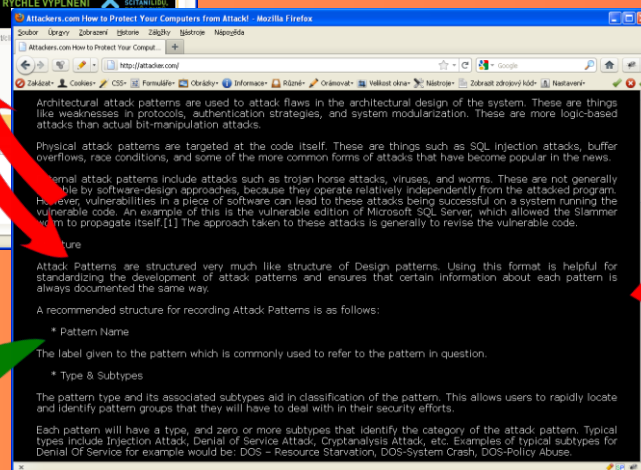 RYCHLÉ VYPLNĚNÍ
Attackers.com How to Protect Your Computers from Attack! - Mozilla Firefox
Soubor Úpravy Zobrazení Historie Záložky Nástroje Nápověda
Attackers.com How to Protect Your Comput... +
http://attacker.com/ Google
Zakázat Cookies CSS Formuláře Obrázky Informace Různé Orámovat Velikost okna Nástroje Zobrazit zdrojový kód Nastavení
Architectural attack patterns are used to attack flaws in the architectural design of the system. These are things
like weaknesses in protocols, authentication strategies, and system modularization. These are more logic-based
attacks than actual bit-manipulation attacks.
Physical attack patterns are targeted at the code itself. These are things such as SQL injection attacks, buffer
overflows, race conditions, and some of the more common forms of attacks that have become popular in the news.
ernal attack patterns include attacks such as trojan horse attacks, viruses, and worms. These are not generally
ble by software-design approaches, because they operate relatively independently from the attacked program.
However, vulnerabilities in a piece of software can lead to these attacks being successful on a system running the
vulnerable code. An example of this is the vulnerable edition of Microsoft SQL Server, which allowed the Slammer
worm to propagate itself.[1] The approach taken to these attacks is generally to revise the vulnerable code.
ture
Attack Patterns are structured very much like structure of Design patterns. Using this format is helpful for
standardizing the development of attack patterns and ensures that certain information about each pattern is
always documented the same way.
A recommended structure for recording Attack Patterns is as follows:
* Pattern Name
The label given to the pattern which is commonly used to refer to the pattern in question.
* Type & Subtypes
The pattern type and its associated subtypes aid in classification of the pattern. This allows users to rapidly locate
and identify pattern groups that they will have to deal with in their security efforts.
Each pattern will have a type, and zero or more subtypes that identify the category of the attack pattern. Typical
types include Injection Attack, Denial of Service Attack, Cryptanalysis Attack, etc. Examples of typical subtypes for
Denial Of Service for example would be: DOS – Resource Starvation, DOS-System Crash, DOS-Policy Abuse.